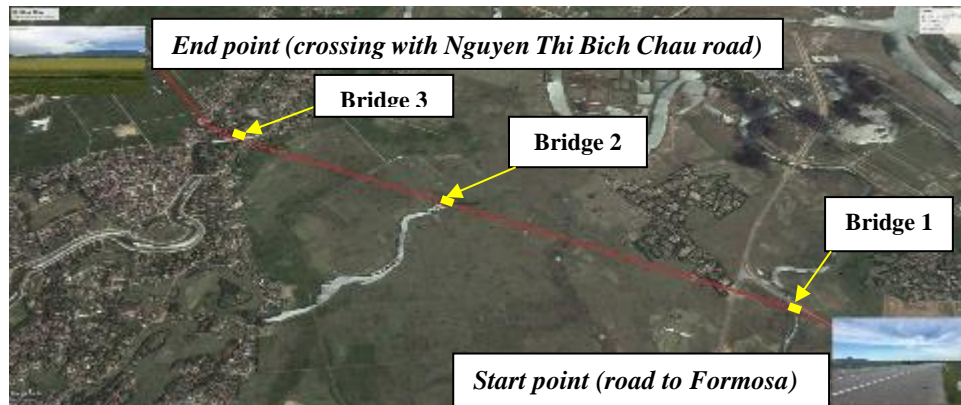 End point (crossing with Nguyen Thi Bich Chau road)
Bridge 3
Bridge 2
Bridge 1
Start point (road to Formosa)